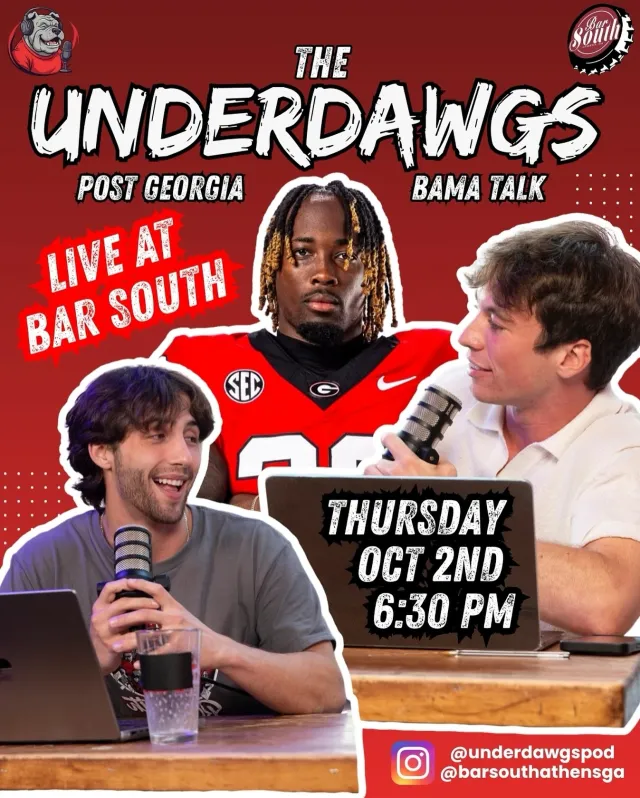 Bar
South
THE
UNDERDAWGS
POST GEORGIA
BAMA TALK
LIVE AT
BAR SOUTH
SEC
G
THURSDAY
OCT 2ND
6:30 PM
@underdawgspod
@barsouthathensga